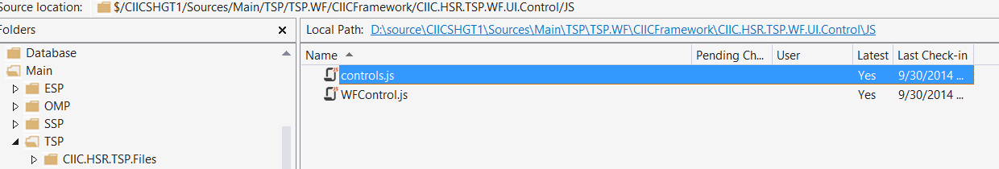 Source location: $/CIICSHGT1/Sources/Main/TSP/TSP.WF/CIICFramework/CIIC.HSR.TSP.WF.UI.Control/JS
Folders
Database
Main
ESP
OMP
SSP
TSP
CIIC.HSR.TSP.Files
Local Path: D:\source\CIICSHGT1\Sources\Main\TSP\TSP.WF\CIICFramework\CIIC.HSR.TSP.WF.UI.Control\JS
Name Pending Ch... User Latest Last Check-in
controls.js Yes 9/30/2014 ...
WFControl.js Yes 9/30/2014 ...